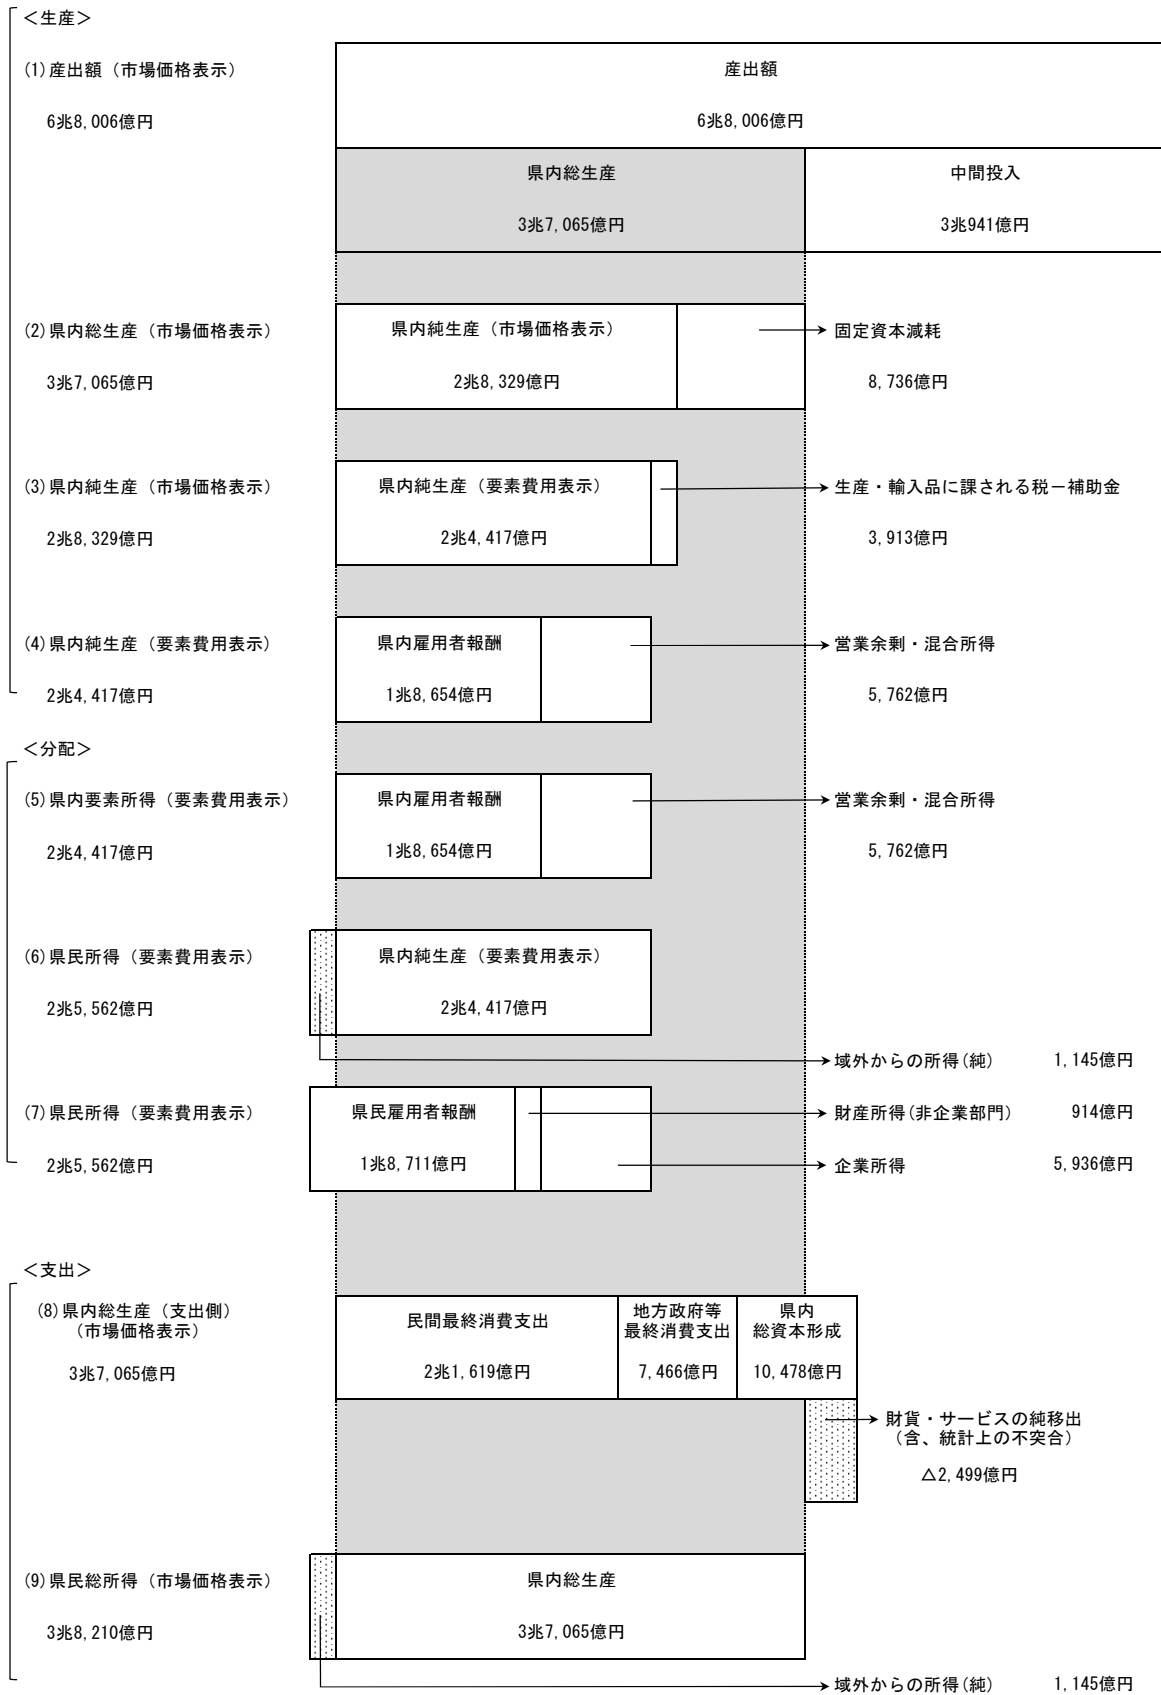 ＜生産＞
(1)産出額（市場価格表示）
産出額
6兆8,006億円
6兆8,006億円
県内総生産
中間投入
3兆7,065億円
3兆941億円
(2)県内総生産（市場価格表示）
県内純生産（市場価格表示）
固定資本減耗
3兆7,065億円
2兆8,329億円
8,736億円
(3)県内純生産（市場価格表示）
県内純生産（要素費用表示）
生産・輸入品に課される税－補助金
2兆8,329億円
2兆4,417億円
3,913億円
(4)県内純生産（要素費用表示）
県内雇用者報酬
営業余剰・混合所得
2兆4,417億円
1兆8,654億円
5,762億円
＜分配＞
(5)県内要素所得（要素費用表示）
県内雇用者報酬
営業余剰・混合所得
2兆4,417億円
1兆8,654億円
5,762億円
(6)県民所得（要素費用表示）
県内純生産（要素費用表示）
2兆5,562億円
2兆4,417億円
域外からの所得(純) 1,145億円
(7)県民所得（要素費用表示）
県民雇用者報酬
財産所得(非企業部門) 914億円
2兆5,562億円
1兆8,711億円
企業所得 5,936億円
＜支出＞
(8)県内総生産（支出側）
（市場価格表示）
3兆7,065億円
民間最終消費支出
2兆1,619億円
地方政府等
最終消費支出
7,466億円
県内
総資本形成
10,478億円
財貨・サービスの純移出
（含、統計上の不突合）
△2,499億円
(9)県民総所得（市場価格表示）
県内総生産
3兆8,210億円
3兆7,065億円
域外からの所得(純) 1,145億円